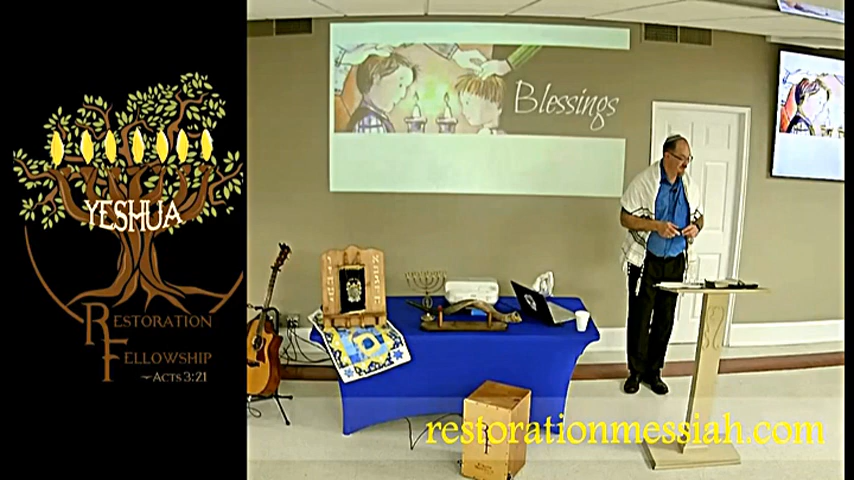 YESHUA
RESTORATION
FELLOWSHIP
ACTS 3:21
Blessings
restorationmessiah.com